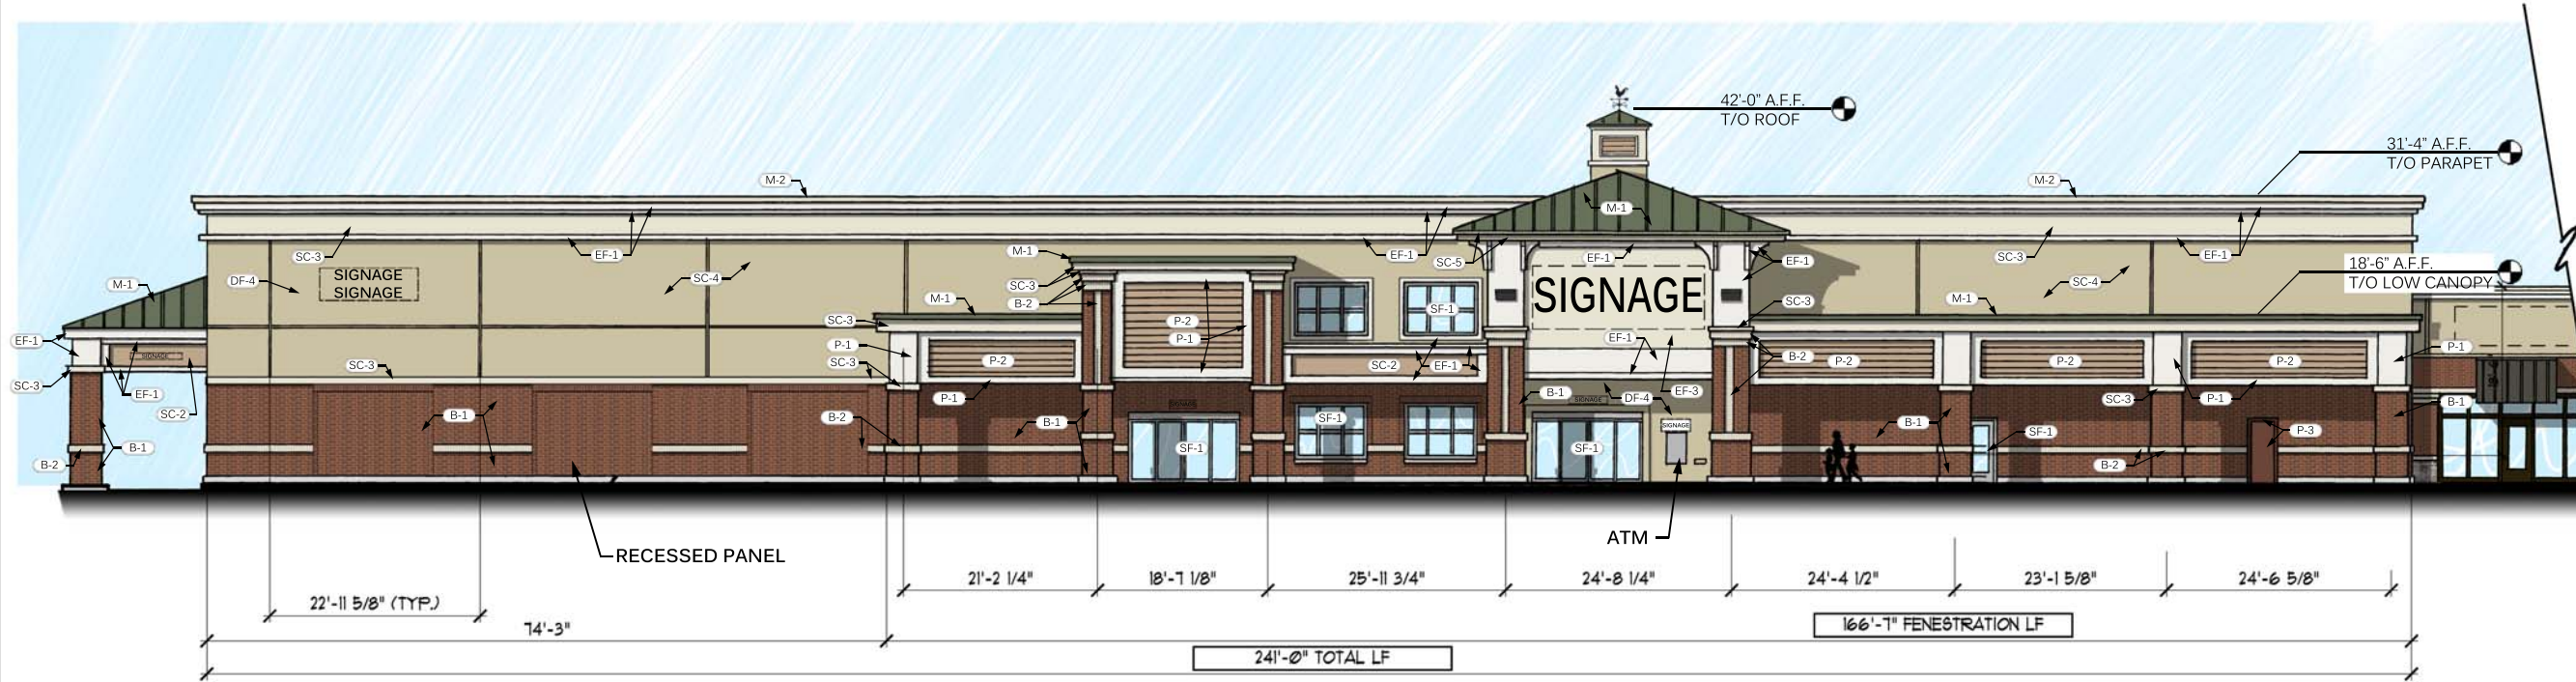 42'-0" A.F.F.
T/O ROOF
31'-4" A.F.F.
T/O PARAPET
M-2
M-2
M-1
SC-3
EF-1
M-1
EF-1
SC-5
EF-1
EF-1
SC-3
EF-1
18'-6" A.F.F.
T/O LOW CANOPY
DF-4
SIGNAGE
SIGNAGE
SC-4
SC-3
B-2
SIGNAGE
SC-4
M-1
M-1
M-1
SC-3
SF-1
SC-3
P-2
P-1
EF-1
SC-3
P-1
SC-3
EF-1
SIGNAGE
SC-3
P-2
SC-2
EF-1
B-2
P-2
P-2
P-2
P-1
EF-1
SC-2
P-1
B-1
EF-3
DF-4
SIGNAGE
SC-3
P-1
B-1
B-1
B-2
B-1
SF-1
SIGNAGE
B-1
SF-1
P-3
B-1
B-2
SF-1
SF-1
B-2
ATM
RECESSED PANEL
21'-2 1/4"
18'-7 1/8"
25'-11 3/4"
24'-8 1/4"
24'-4 1/2"
23'-1 5/8"
24'-6 5/8"
22'-11 5/8" (TYP.)
74'-3"
166'-7" FENESTRATION LF
241'-0" TOTAL LF